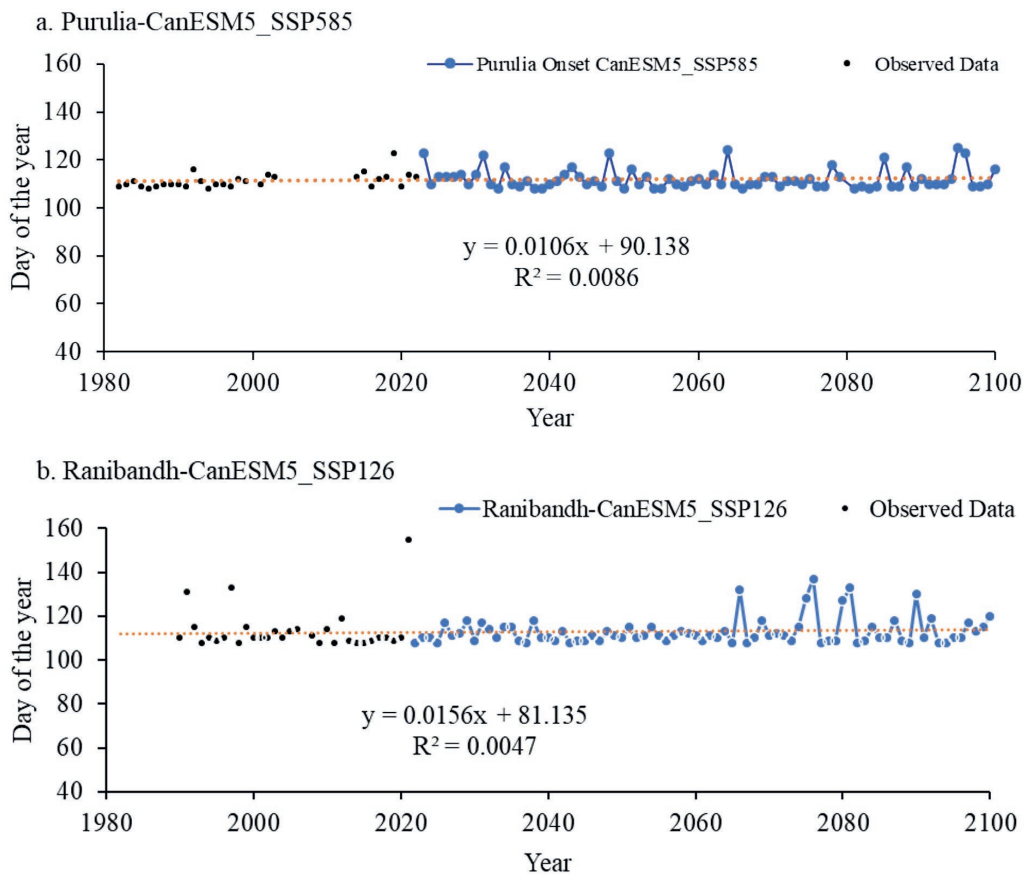 a. Purulia-CanESM5_SSP585
Purulia Onset CanESM5_SSP585 Observed Data
160
140
120
100
80
60
40
Day of the year
y = 0.0106x + 90.138
R² = 0.0086
1980 2000 2020 2040 2060 2080 2100
Year
b. Ranibandh-CanESM5_SSP126
Ranibandh-CanESM5_SSP126 Observed Data
160
140
120
100
80
60
40
Day of the year
y = 0.0156x + 81.135
R² = 0.0047
1980 2000 2020 2040 2060 2080 2100
Year